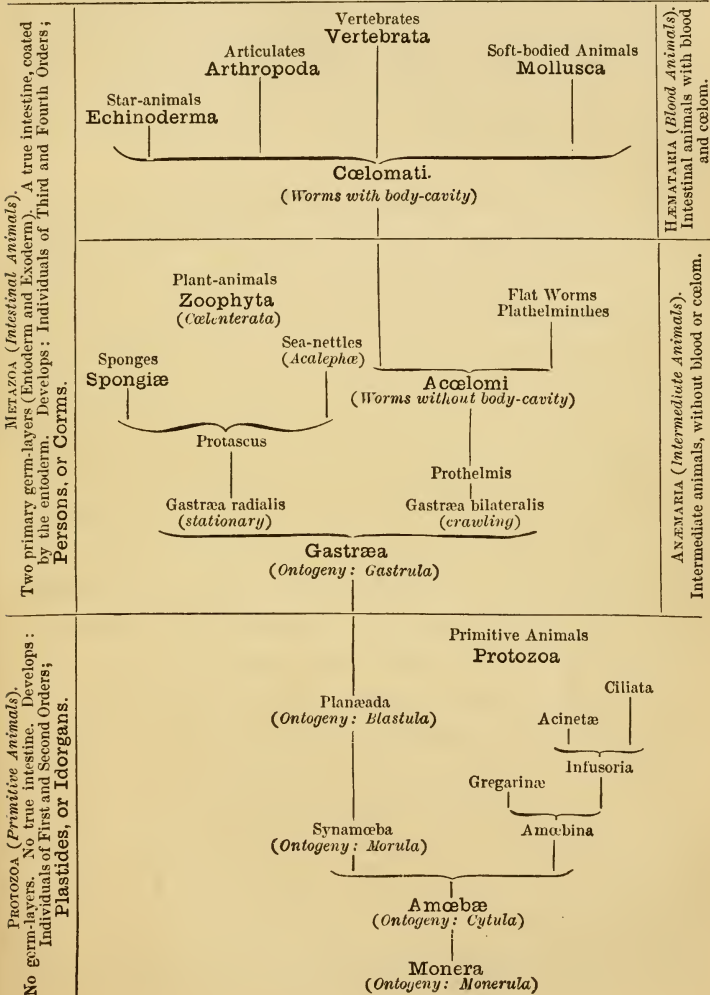 METAZOA (Intestinal Animals).
Two primary germ-layers (Entoderm and Exoderm). A true intestine, coated
by the entoderm. Develops: Individuals of Third and Fourth Orders;
Persons, or Corms.
Vertebrates
Vertebrata
Articulates
Arthropoda
Soft-bodied Animals
Mollusca
Star-animals
Echinoderma
Cœlomati.
(Worms with body-cavity)
HÆMATARIA (Blood Animals).
Intestinal animals with blood
and cœlom.
Plant-animals
Zoophyta
(Cœlenterata)
Flat Worms
Plathelminthes
Sea-nettles
(Acalephæ)
Sponges
Spongiæ
Acœlomi
(Worms without body-cavity)
Protascus
Prothelmis
Gastræa radialis
(stationary)
Gastræa bilateralis
(crawling)
Gastræa
(Ontogeny: Gastrula)
ANÆMARIA (Intermediate Animals).
Intermediate animals, without blood or cœlom.
PROTOZOA (Primitive Animals).
No germ-layers. No true intestine. Develops:
Individuals of First and Second Orders;
Plastides, or Idorgans.
Primitive Animals
Protozoa
Ciliata
Planæada
(Ontogeny: Blastula)
Acinetæ
Infusoria
Gregarinæ
Synamœba
(Ontogeny: Morula)
Amœbina
Amœbæ
(Ontogeny: Cytula)
Monera
(Ontogeny: Monerula)